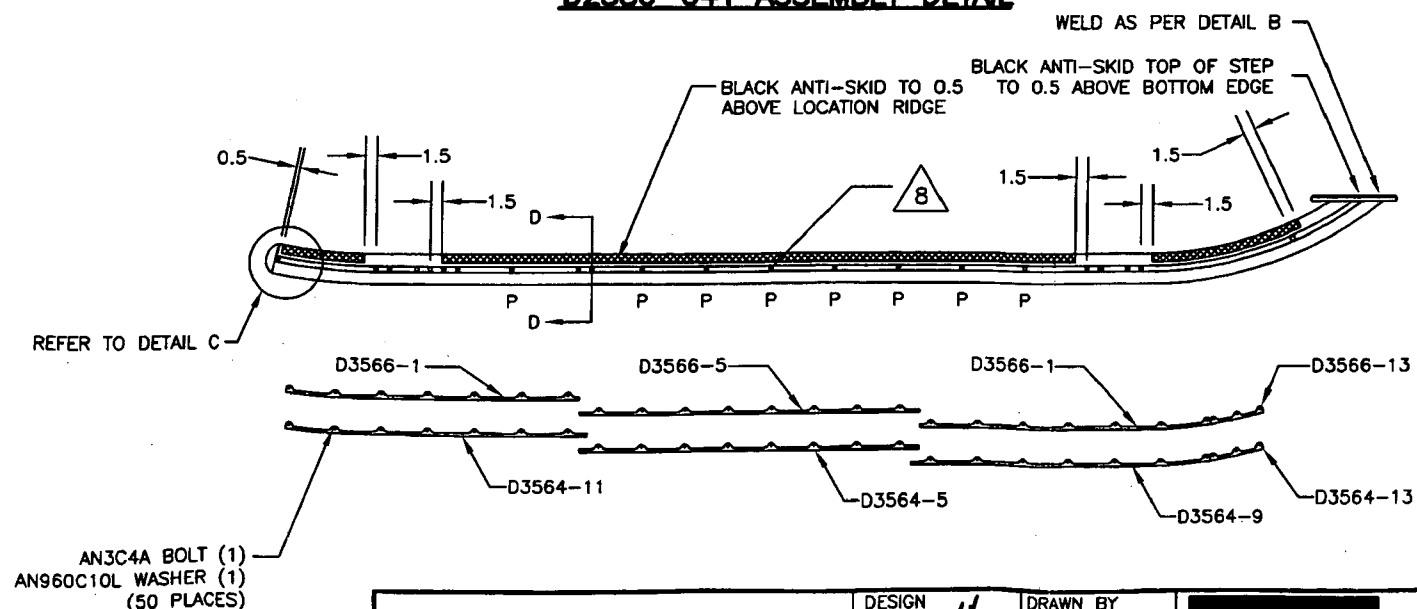 WELD AS PER DETAIL B
BLACK ANTI-SKID TO 0.5
ABOVE LOCATION RIDGE
BLACK ANTI-SKID TOP OF STEP
TO 0.5 ABOVE BOTTOM EDGE
0.5
1.5
1.5
D
8
1.5
1.5
1.5
P P P P P P P P
D
REFER TO DETAIL C
D3566-1
D3566-5
D3566-1
D3566-13
D3564-11
D3564-5
D3564-9
D3564-13
AN3C4A BOLT (1)
AN960C10L WASHER (1)
(50 PLACES)
DESIGN
DRAWN BY